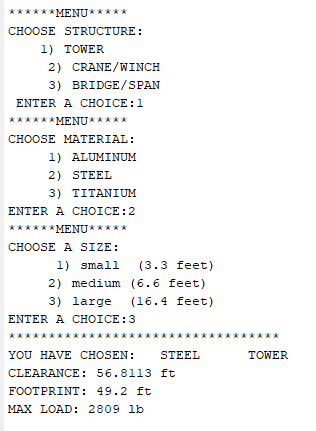 ******MENU*****
CHOOSE STRUCTURE:
    1) TOWER
     2) CRANE/WINCH
     3) BRIDGE/SPAN
 ENTER A CHOICE:1
******MENU*****
CHOOSE MATERIAL:
     1) ALUMINUM
     2) STEEL
     3) TITANIUM
ENTER A CHOICE:2
******MENU*****
CHOOSE A SIZE:
      1) small  (3.3 feet)
     2) medium (6.6 feet)
     3) large  (16.4 feet)
ENTER A CHOICE:3
**********************************
YOU HAVE CHOSEN:   STEEL      TOWER
CLEARANCE: 56.8113 ft
FOOTPRINT: 49.2 ft
MAX LOAD: 2809 lb